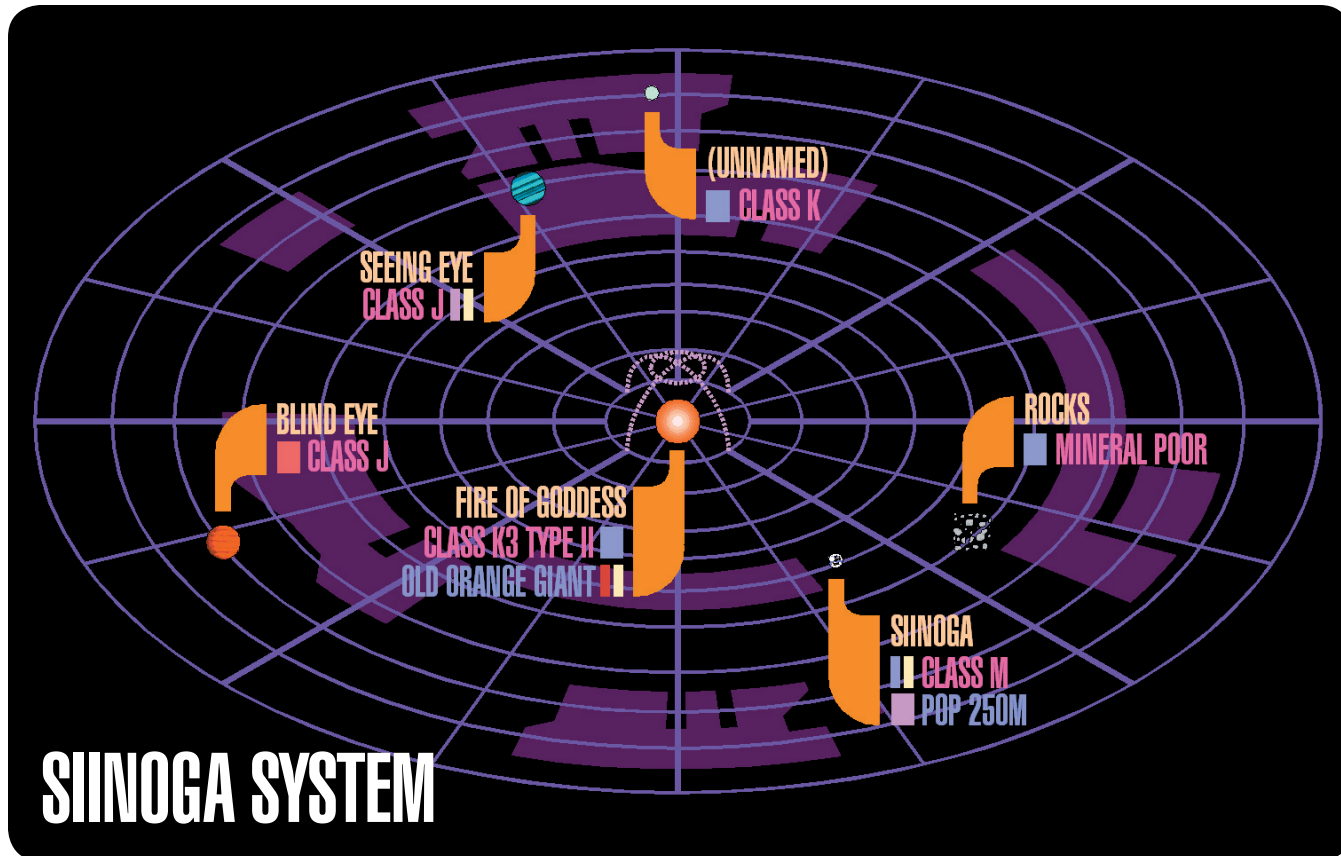 (UNNAMED)
CLASS K
SEEING EYE
CLASS J
BLIND EYE
CLASS J
ROCKS
MINERAL POOR
FIRE OF GODDESS
CLASS K3 TYPE II
OLD ORANGE GIANT
SIINOGA
CLASS M
POP 250M
SIINOGA SYSTEM